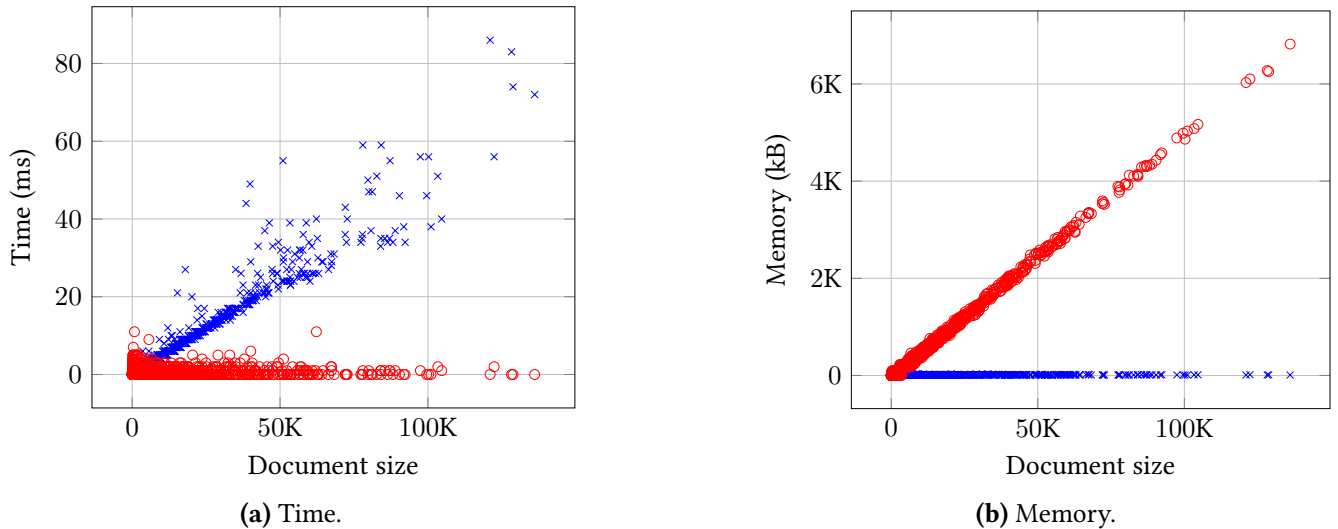 80
60
40
20
0
Time (ms)
0 50K 100K
Document size
(a) Time.
6K
4K
2K
0
Memory (kB)
0 50K 100K
Document size
(b) Memory.